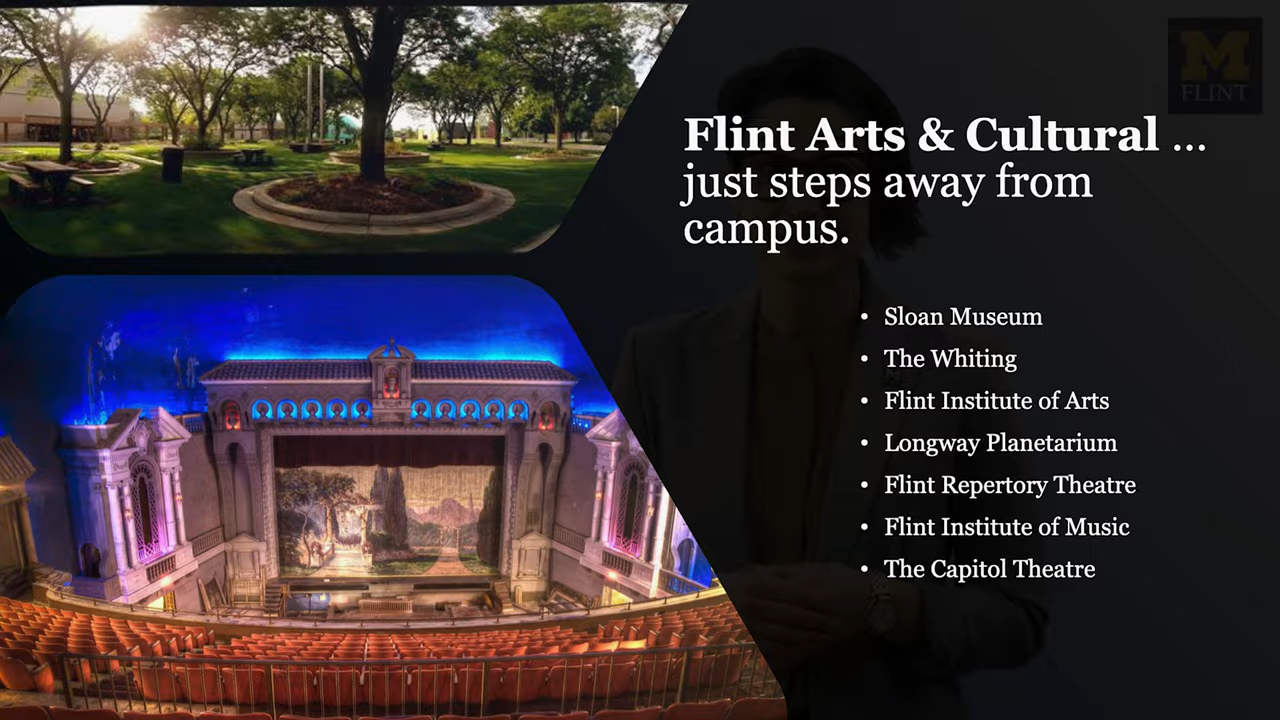 M
FLINT
Flint Arts & Cultural ...
just steps away from
campus.
• Sloan Museum
• The Whiting
• Flint Institute of Arts
• Longway Planetarium
• Flint Repertory Theatre
• Flint Institute of Music
• The Capitol Theatre